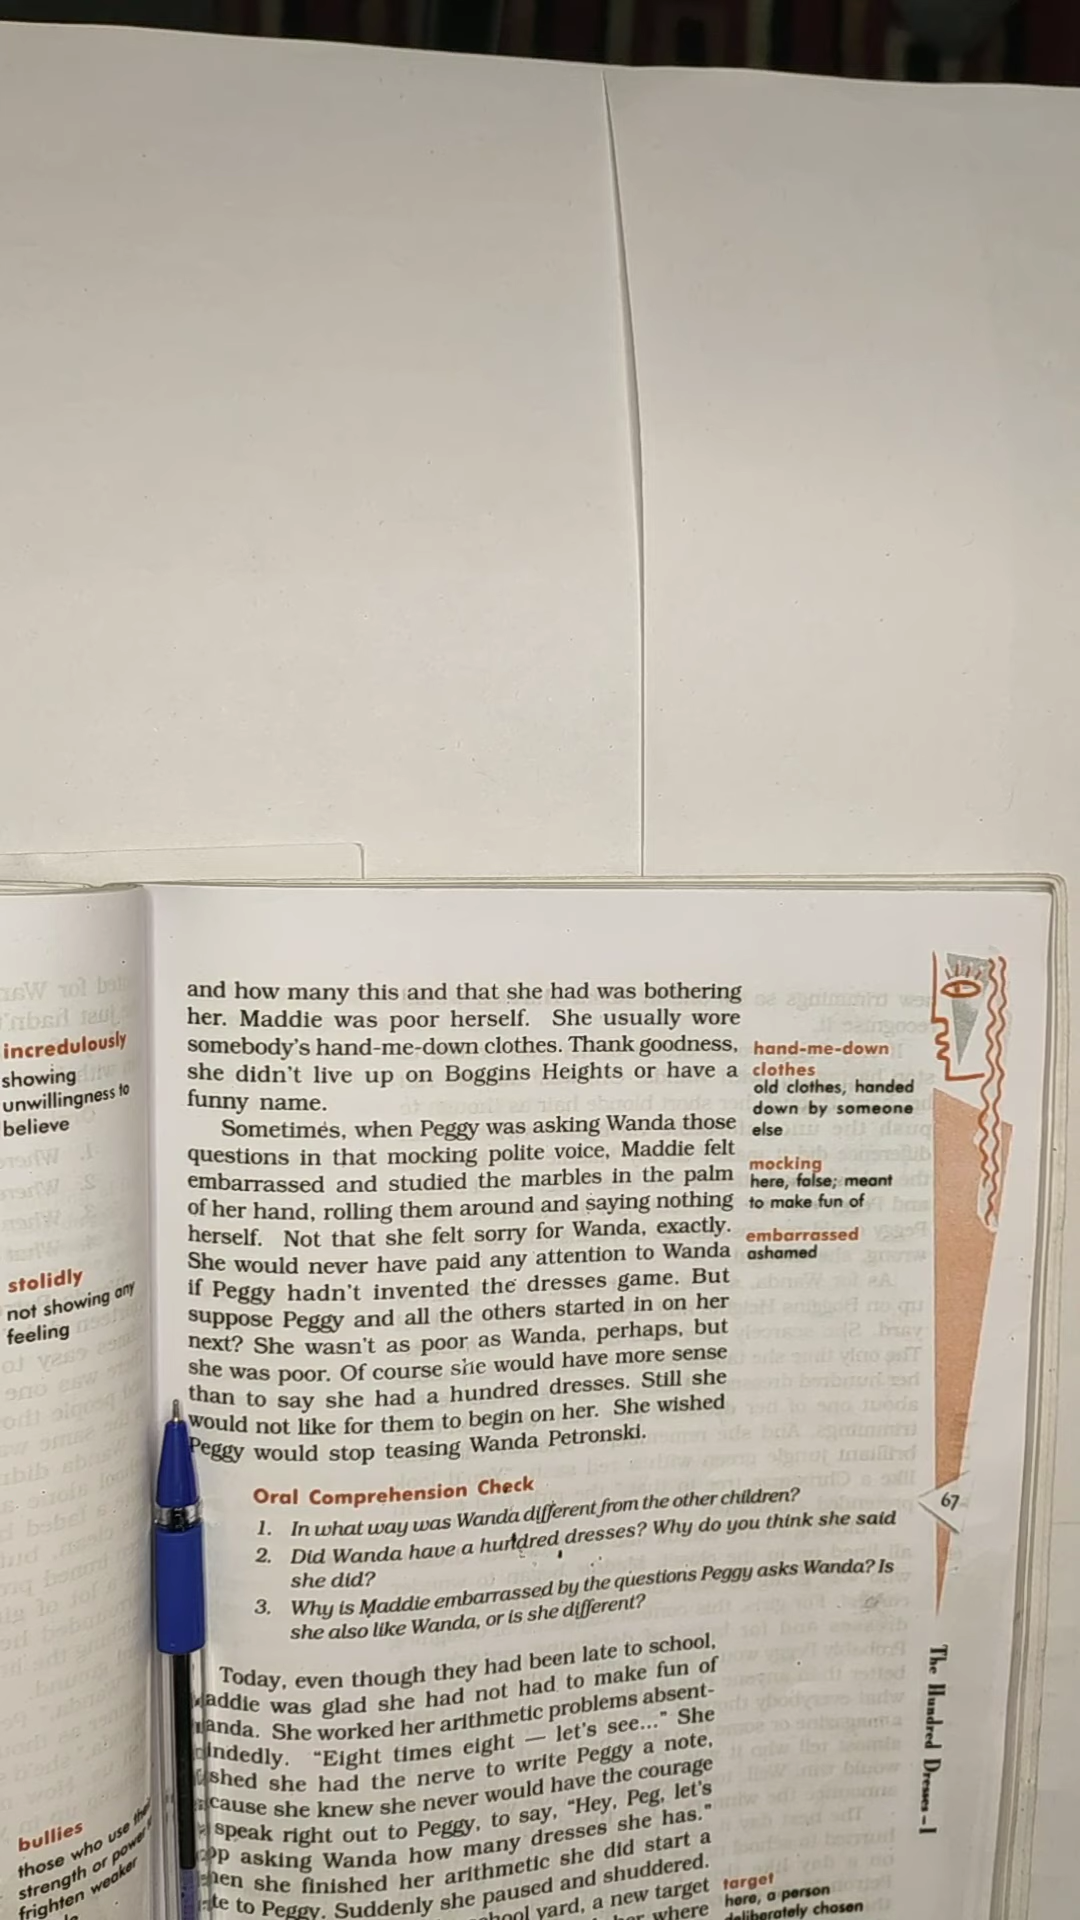 incredulously
showing
unwillingness to
believe
stolidly
not showing any
feeling
bullies
those who use their
strength or power
frighten weaker
and how many this and that she had was bothering
her. Maddie was poor herself. She usually wore
somebody's hand-me-down clothes. Thank goodness,
she didn't live up on Boggins Heights or have a
funny name.
Sometimes, when Peggy was asking Wanda those
questions in that mocking polite voice, Maddie felt
embarrassed and studied the marbles in the palm
of her hand, rolling them around and saying nothing
herself. Not that she felt sorry for Wanda, exactly.
She would never have paid any attention to Wanda
if Peggy hadn't invented the dresses game. But
suppose Peggy and all the others started in on her
next? She wasn't as poor as Wanda, perhaps, but
she was poor. Of course she would have more sense
than to say she had a hundred dresses. Still she
would not like for them to begin on her. She wished
Peggy would stop teasing Wanda Petronski.
hand-me-down
clothes
old clothes, handed
down by someone
else
mocking
here, false; meant
to make fun of
embarrassed
ashamed
Oral Comprehension Check
1. In what way was Wanda different from the other children?
2. Did Wanda have a hundred dresses? Why do you think she said
she did?
3. Why is Maddie embarrassed by the questions Peggy asks Wanda? Is
she also like Wanda, or is she different?
67
The Hundred Dresses – I
Today, even though they had been late to school,
addie was glad she had not had to make fun of
anda. She worked her arithmetic problems absent-
indedly. "Eight times eight — let's see..." She
shed she had the nerve to write Peggy a note,
cause she knew she never would have the courage
speak right out to Peggy, to say, "Hey, Peg, let's
op asking Wanda how many dresses she has."
hen she finished her arithmetic she did start a
te to Peggy. Suddenly she paused and shuddered.
hool yard, a new target
where
target
here, a person
deliberately chosen